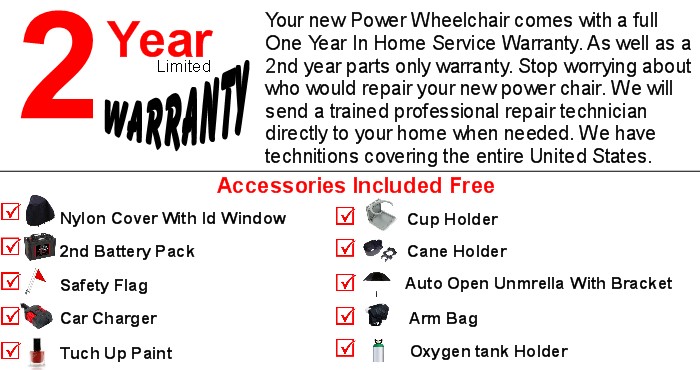 2 Year
Limited
WARRANTY
Your new Power Wheelchair comes with a full
One Year In Home Service Warranty. As well as a
2nd year parts only warranty. Stop worrying about
who would repair your new power chair. We will
send a trained professional repair technician
directly to your home when needed. We have
technitions covering the entire United States.
Accessories Included Free
Nylon Cover With Id Window
2nd Battery Pack
Safety Flag
Car Charger
Tuch Up Paint
Cup Holder
Cane Holder
Auto Open Unmrella With Bracket
Arm Bag
Oxygen tank Holder